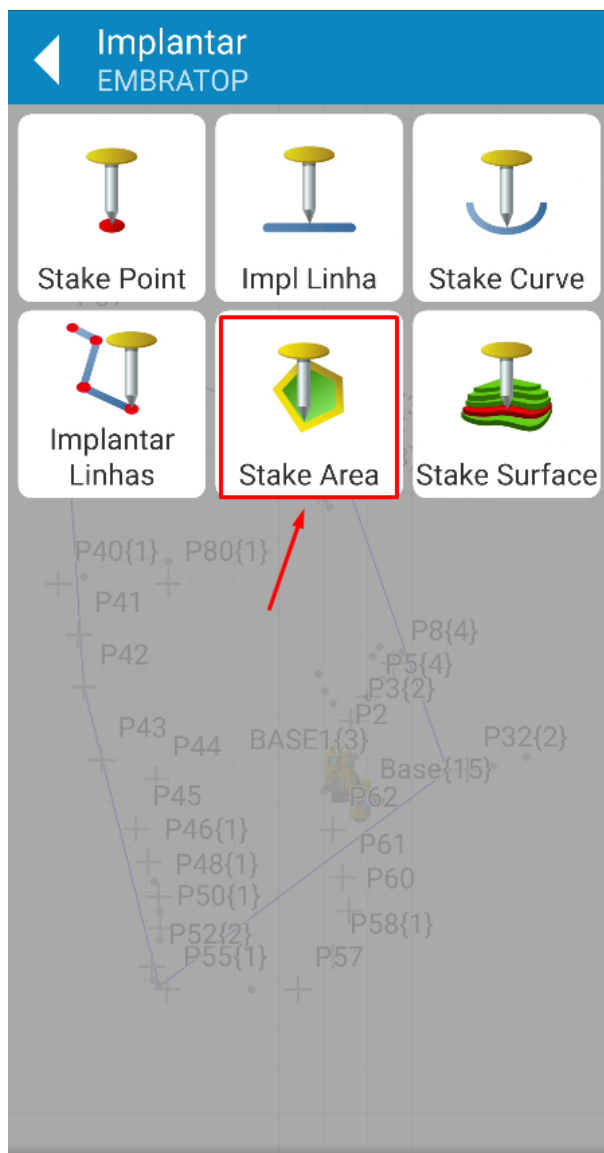 Implantar
EMBRATOP
Stake Point
Impl Linha
Stake Curve
Implantar
Linhas
Stake Area
Stake Surface
P40{1}
P80{1}
P41
P42
P8{4}
P5{4}
P3{2}
P2
P43
P44
BASE1{3}
P32{2}
Base{15}
P45
P62
P46{1}
P61
P48{1}
P60
P50{1}
P58{1}
P52{2}
P55{1}
P57